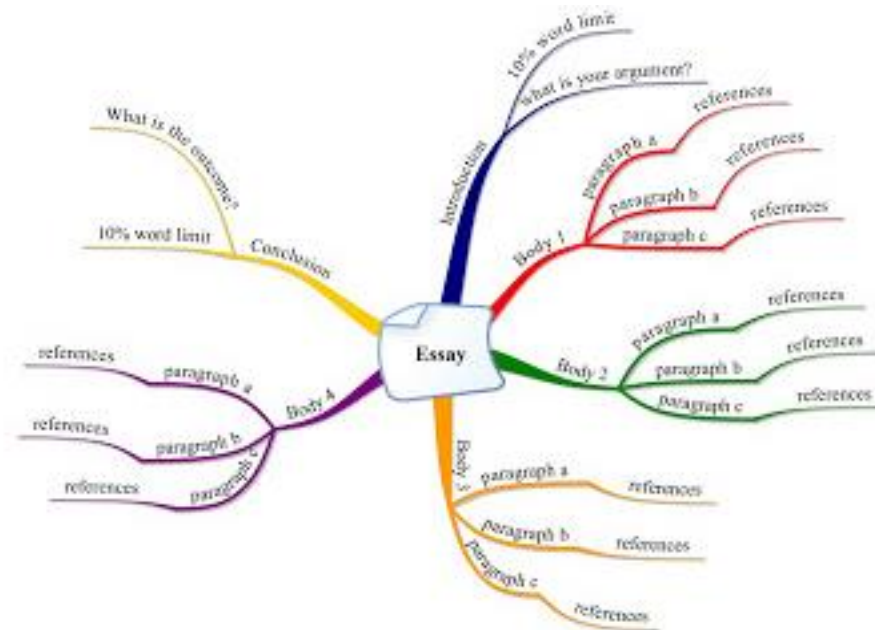 Essay
Introduction
10% word limit
what is your argument?
Body 1
paragraph a
references
paragraph b
references
paragraph c
references
Body 2
paragraph a
references
paragraph b
references
paragraph c
references
Body 3
paragraph a
references
paragraph b
references
paragraph c
references
Body 4
paragraph a
references
paragraph b
references
paragraph c
references
Conclusion
What is the outcome?
10% word limit